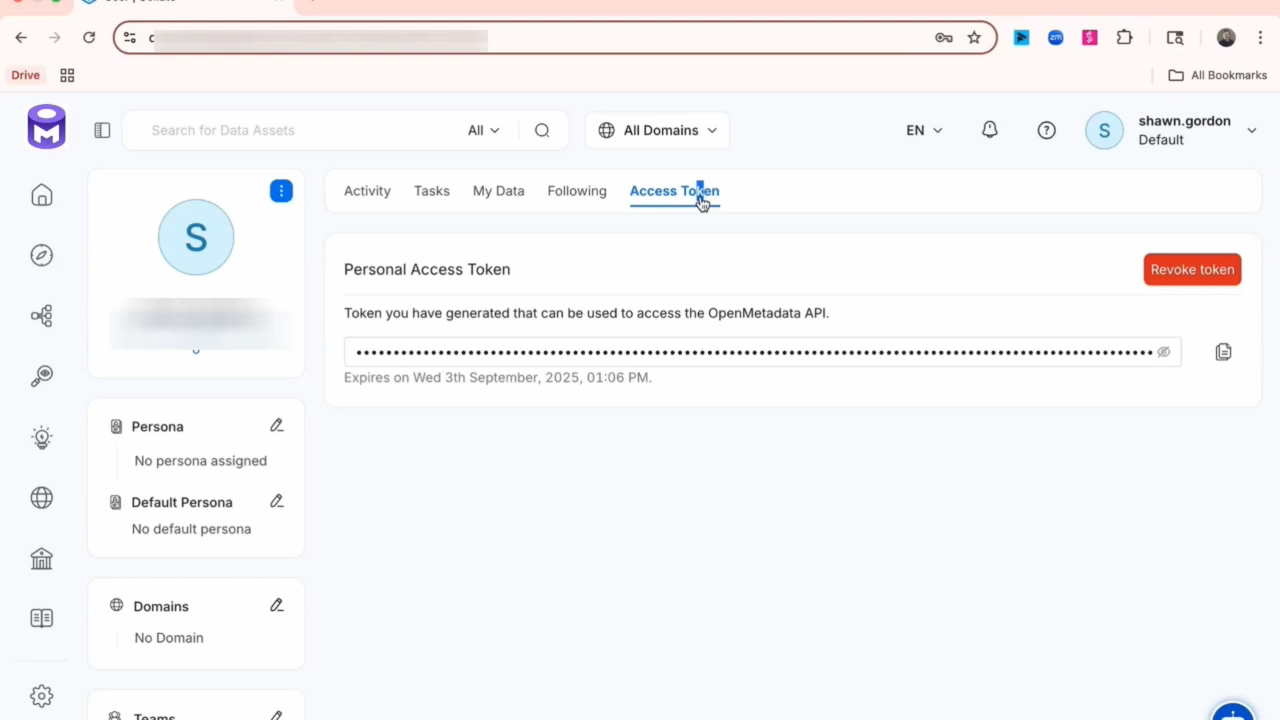 Drive
All Bookmarks
Search for Data Assets
All
All Domains
EN
S
shawn.gordon
Default
Activity
Tasks
My Data
Following
Access Token
S
Personal Access Token
Revoke token
Token you have generated that can be used to access the OpenMetadata API.
Expires on Wed 3th September, 2025, 01:06 PM.
Persona
No persona assigned
Default Persona
No default persona
Domains
No Domain
Teams